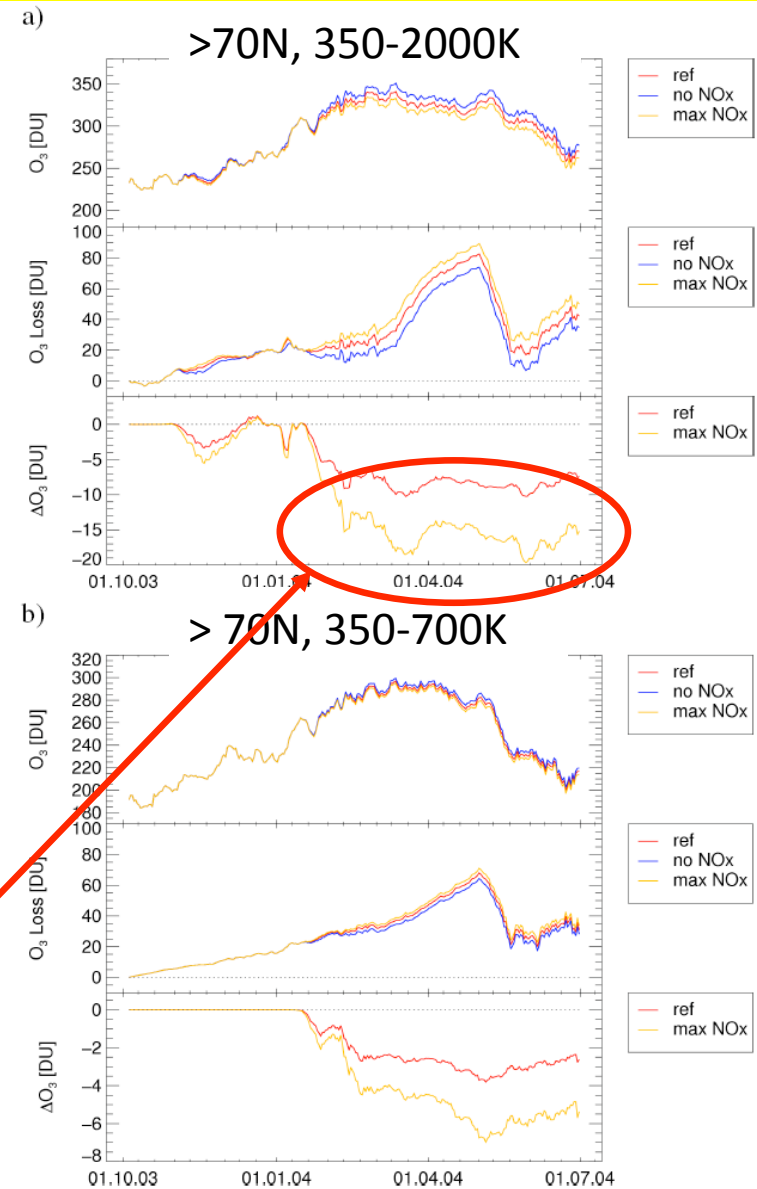 a)
>70N, 350-2000K
350
300
250
200
O3 [DU]
ref
no NOx
max NOx
100
80
60
40
20
0
O3 Loss [DU]
ref
no NOx
max NOx
0
−5
−10
−15
−20
ΔO3 [DU]
ref
max NOx
01.10.03 01.01.04 01.04.04 01.07.04
b)
> 70N, 350-700K
320
300
280
260
240
220
200
180
O3 [DU]
ref
no NOx
max NOx
100
80
60
40
20
0
O3 Loss [DU]
ref
no NOx
max NOx
0
−2
−4
−6
−8
ΔO3 [DU]
ref
max NOx
01.10.03 01.01.04 01.04.04 01.07.04